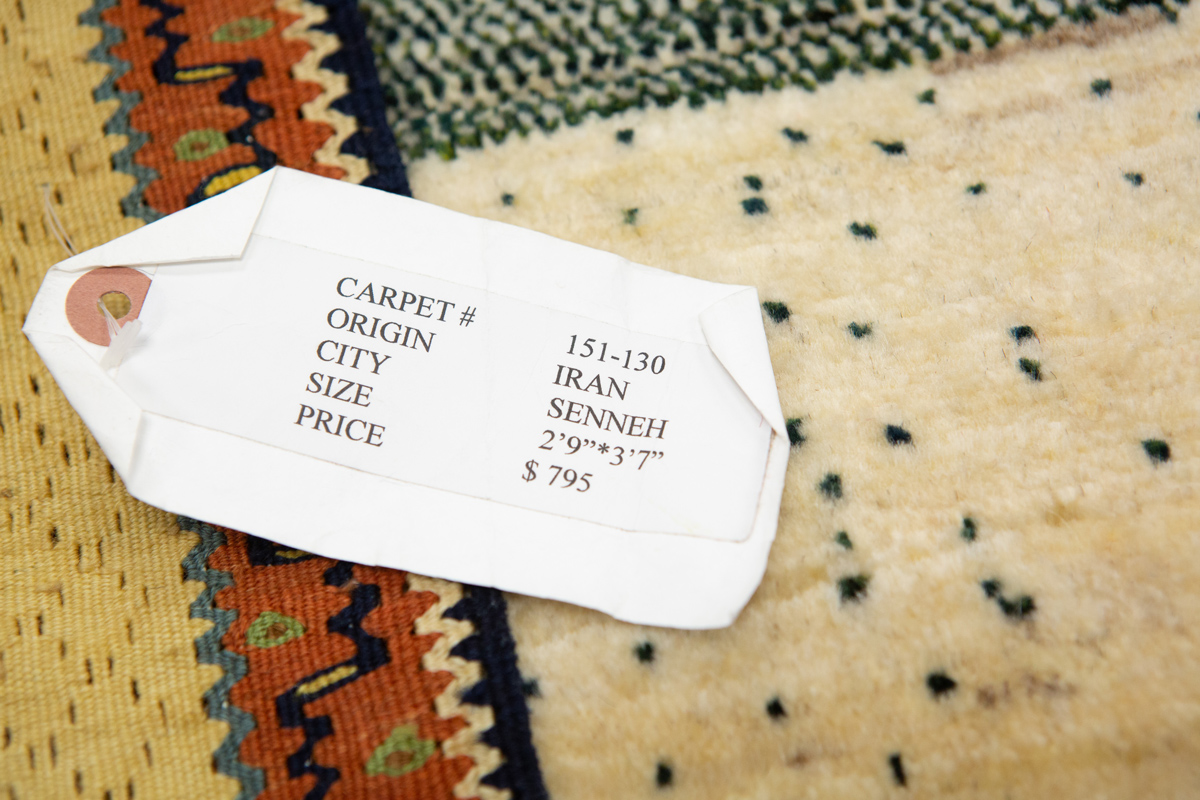 CARPET # 151-130
ORIGIN IRAN
CITY SENNEH
SIZE 2’9”*3’7”
PRICE $ 795